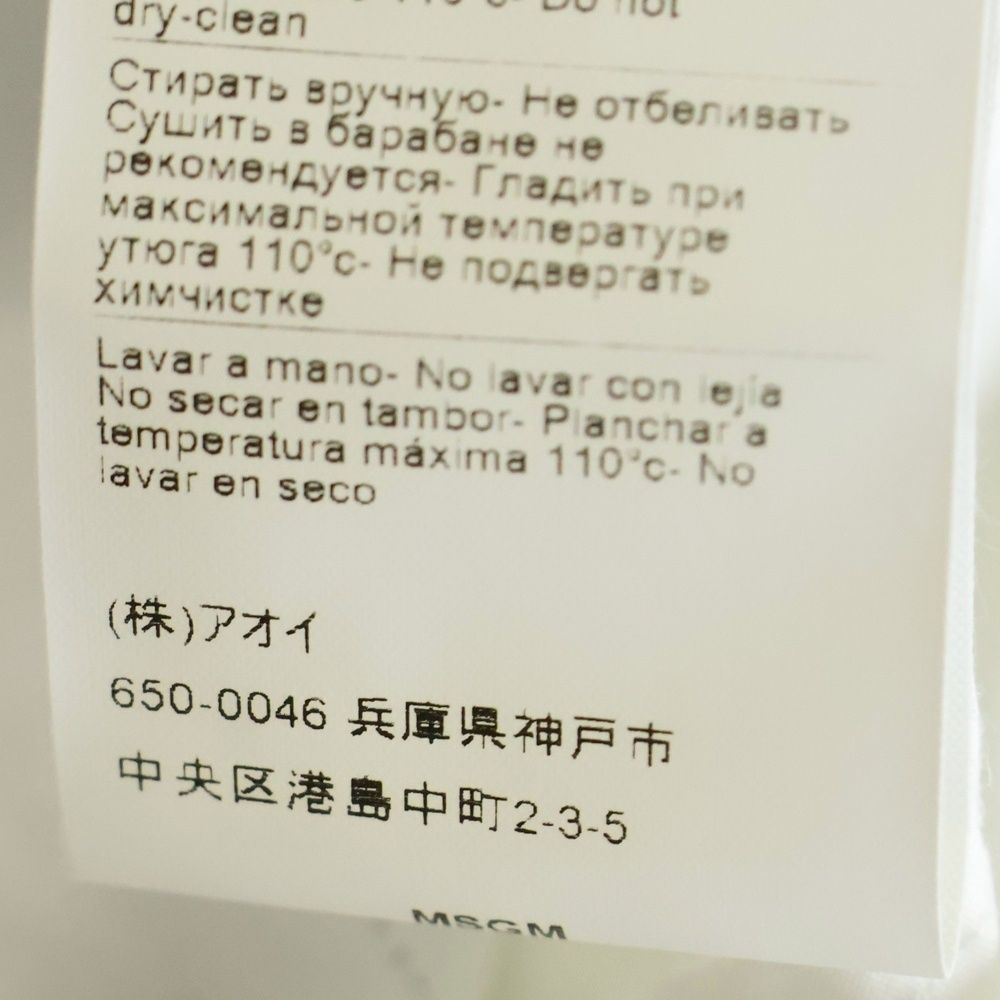 110°c- Do not
dry-clean
Стирать вручную- Не отбеливать
Сушить в барабане не
рекомендуется- Гладить при
максимальной температуре
утюга 110°с- Не подвергать
химчистке
Lavar a mano- No lavar con lejía
No secar en tambor- Planchar a
temperatura máxima 110°c- No
lavar en seco
(株)アオイ
650-0046 兵庫県神戸市
中央区港島中町2-3-5
MSGM